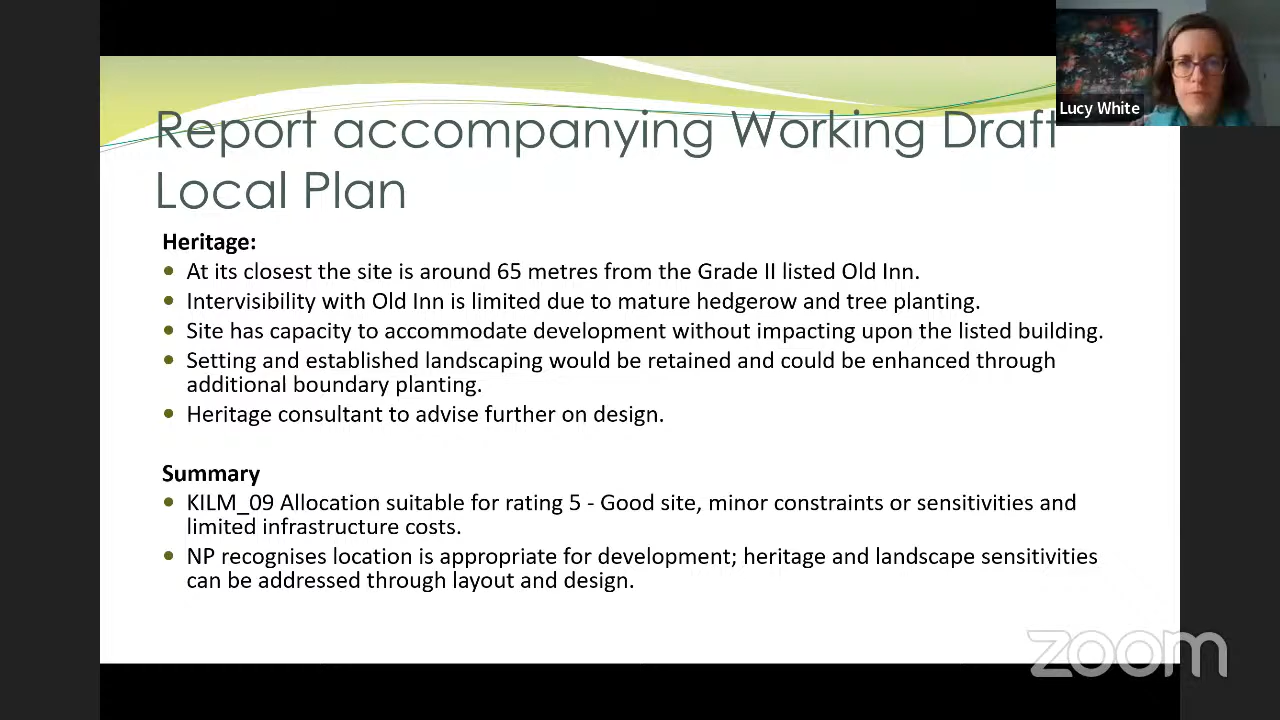 Lucy White
Report accompanying Working Draft
Local Plan
Heritage:
• At its closest the site is around 65 metres from the Grade II listed Old Inn.
• Intervisibility with Old Inn is limited due to mature hedgerow and tree planting.
• Site has capacity to accommodate development without impacting upon the listed building.
• Setting and established landscaping would be retained and could be enhanced through
additional boundary planting.
• Heritage consultant to advise further on design.
Summary
• KILM_09 Allocation suitable for rating 5 - Good site, minor constraints or sensitivities and
limited infrastructure costs.
• NP recognises location is appropriate for development; heritage and landscape sensitivities
can be addressed through layout and design.
zoom